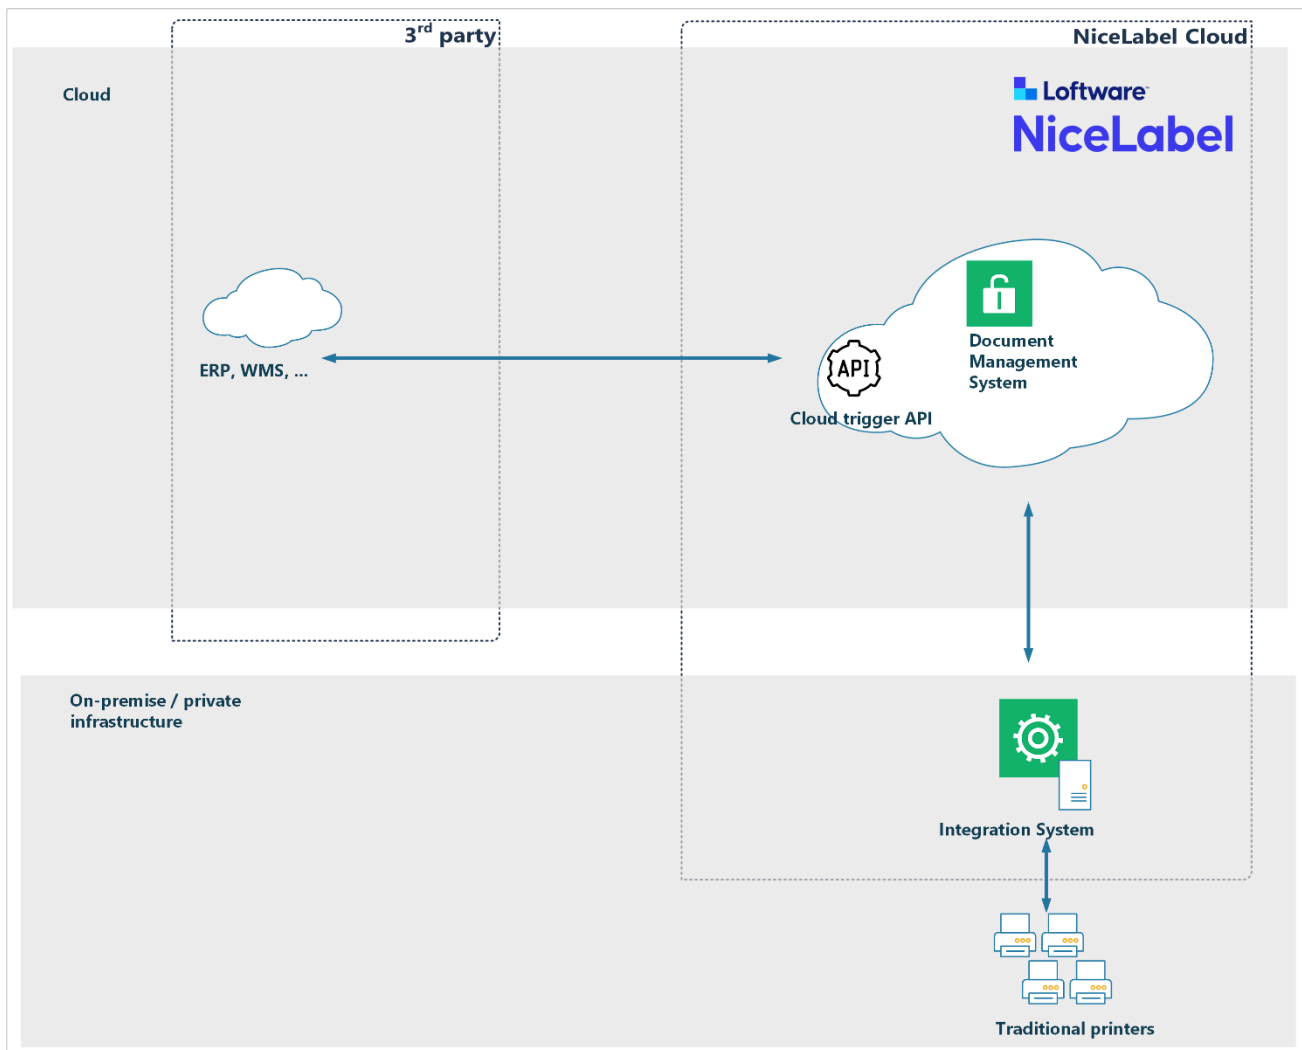 3rd party
NiceLabel Cloud
Cloud
Loftware
NiceLabel
Document
Management
System
API
ERP, WMS, ...
Cloud trigger API
On-premise / private
infrastructure
Integration System
Traditional printers